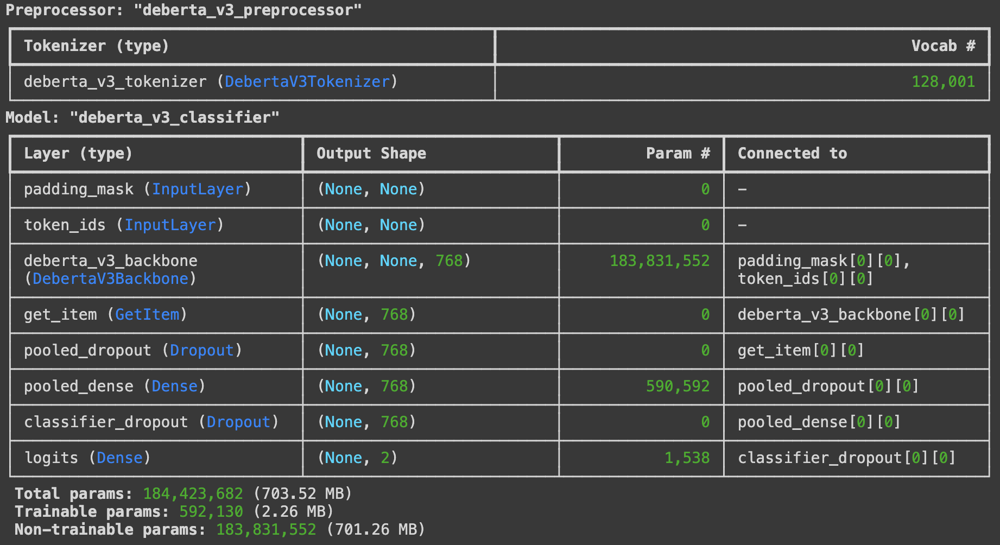 Preprocessor: "deberta_v3_preprocessor"
Tokenizer (type) Vocab #
deberta_v3_tokenizer (DebertaV3Tokenizer) 128,001
Model: "deberta_v3_classifier"
Layer (type) Output Shape Param # Connected to
padding_mask (InputLayer) (None, None) 0 –
token_ids (InputLayer) (None, None) 0 –
deberta_v3_backbone (None, None, 768) 183,831,552 padding_mask[0][0],
(DebertaV3Backbone) token_ids[0][0]
get_item (GetItem) (None, 768) 0 deberta_v3_backbone[0][0]
pooled_dropout (Dropout) (None, 768) 0 get_item[0][0]
pooled_dense (Dense) (None, 768) 590,592 pooled_dropout[0][0]
classifier_dropout (Dropout) (None, 768) 0 pooled_dense[0][0]
logits (Dense) (None, 2) 1,538 classifier_dropout[0][0]
Total params: 184,423,682 (703.52 MB)
Trainable params: 592,130 (2.26 MB)
Non-trainable params: 183,831,552 (701.26 MB)